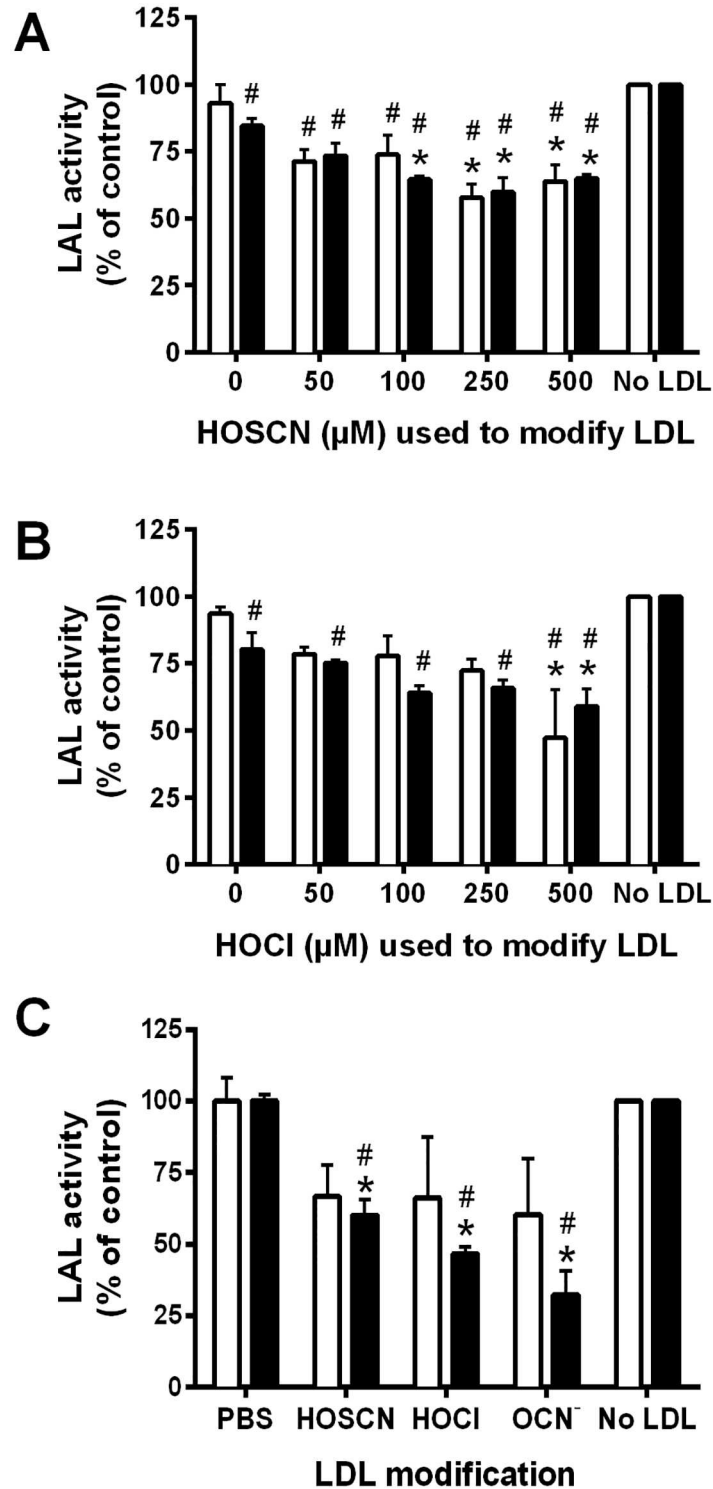 A
LAL activity
(% of control)
125
100
75
50
25
0
# # # # # # # # #
* * * * *
0 50 100 250 500 No LDL
HOSCN (µM) used to modify LDL
B
LAL activity
(% of control)
125
100
75
50
25
0
# # # # # #
* *
0 50 100 250 500 No LDL
HOCl (µM) used to modify LDL
C
LAL activity
(% of control)
125
100
75
50
25
0
# # #
* * *
PBS HOSCN HOCl OCN⁻ No LDL
LDL modification